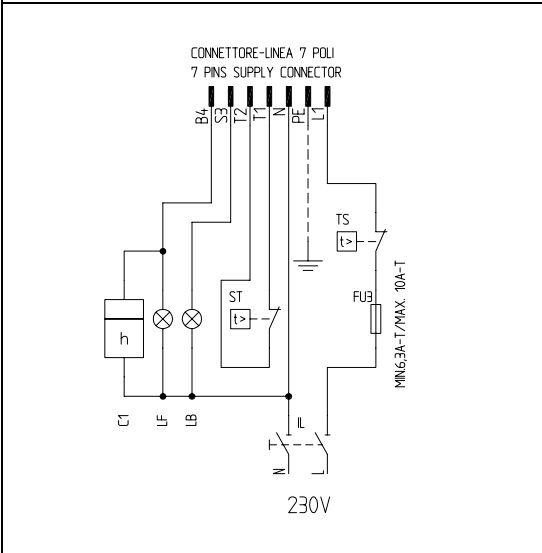 CONNETTORE-LINEA 7 POLI
7 PINS SUPPLY CONNECTOR
B4
S3
T2
T1
N
PE
L1
TS
t>
FU3
MIN.6,3A-T/MAX. 10A-T
ST
t>
h
C1
LF
LB
IL
N
L
230V